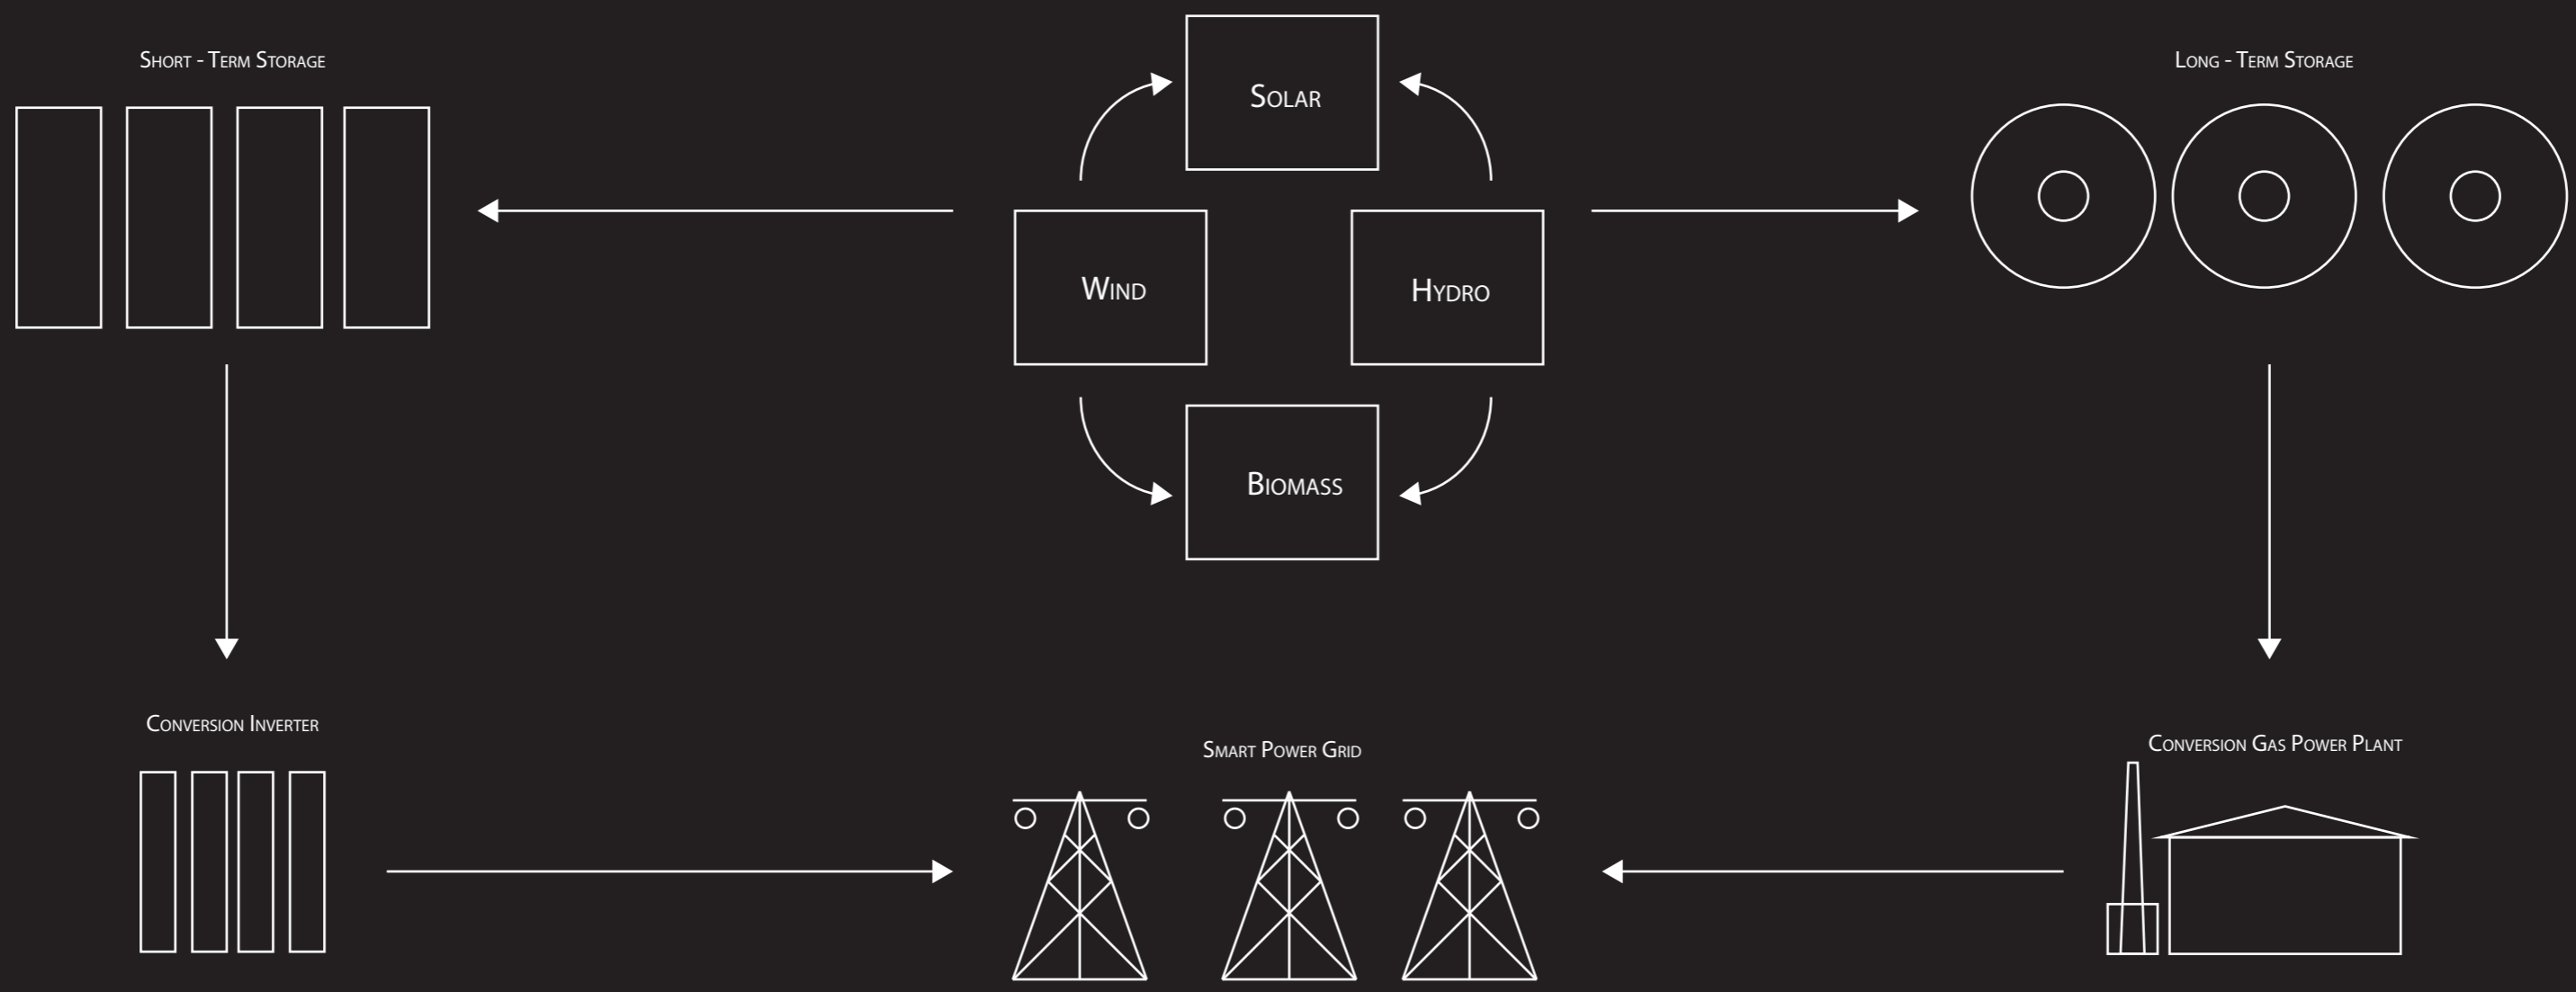 Short - Term Storage
Solar
Long - Term Storage
Wind
Hydro
Biomass
Conversion Inverter
Smart Power Grid
Conversion Gas Power Plant